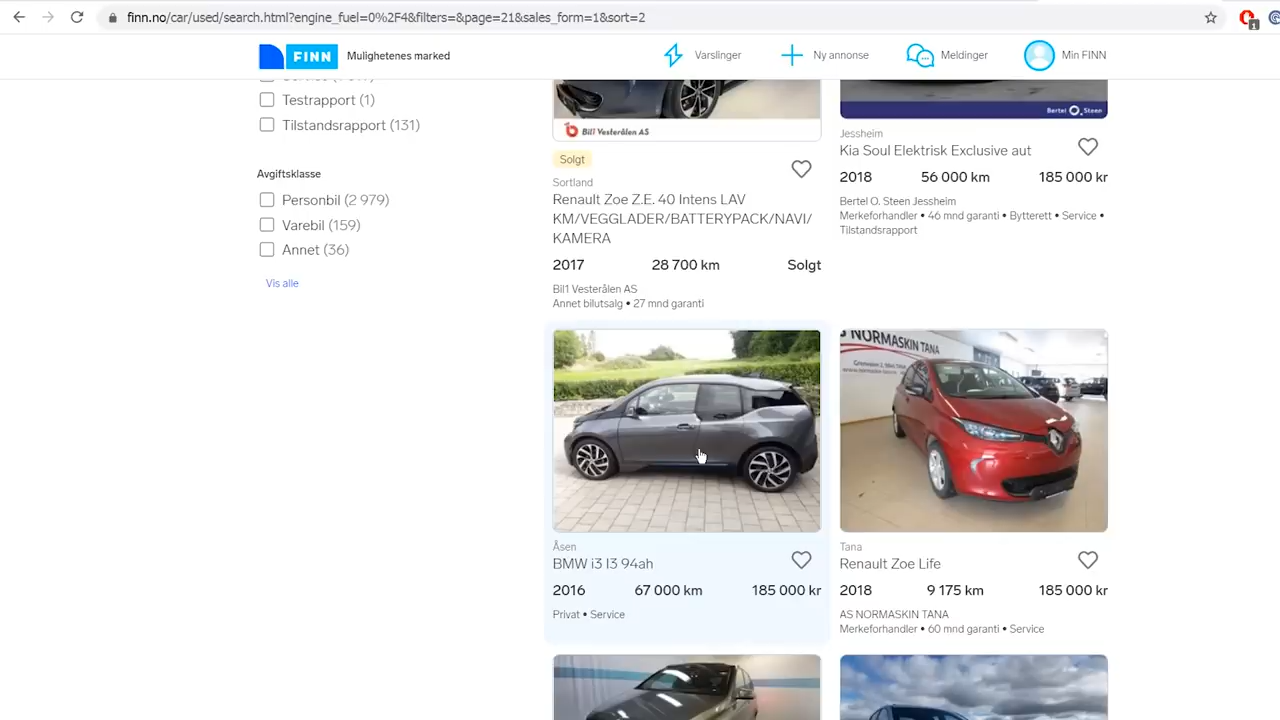 finn.no/car/used/search.html?engine_fuel=0%2F4&filters=&page=21&sales_form=1&sort=2
1
FINN
Mulighetenes marked
Varslinger
Ny annonse
Meldinger
Min FINN
Testrapport (1)
Tilstandsrapport (131)
Avgiftsklasse
Personbil (2 979)
Varebil (159)
Annet (36)
Vis alle
Bil1 Vesterålen AS
Solgt
Sortland
Renault Zoe Z.E. 40 Intens LAV
KM/VEGGLADER/BATTERYPACK/NAVI/
KAMERA
2017 28 700 km Solgt
Bil1 Vesterålen AS
Annet bilutsalg • 27 mnd garanti
Bertel O. Steen
Jessheim
Kia Soul Elektrisk Exclusive aut
2018 56 000 km 185 000 kr
Bertel O. Steen Jessheim
Merkeforhandler • 46 mnd garanti • Bytterett • Service •
Tilstandsrapport
Åsen
BMW i3 I3 94ah
2016 67 000 km 185 000 kr
Privat • Service
NORMASKIN TANA
Tana
Renault Zoe Life
2018 9 175 km 185 000 kr
AS NORMASKIN TANA
Merkeforhandler • 60 mnd garanti • Service